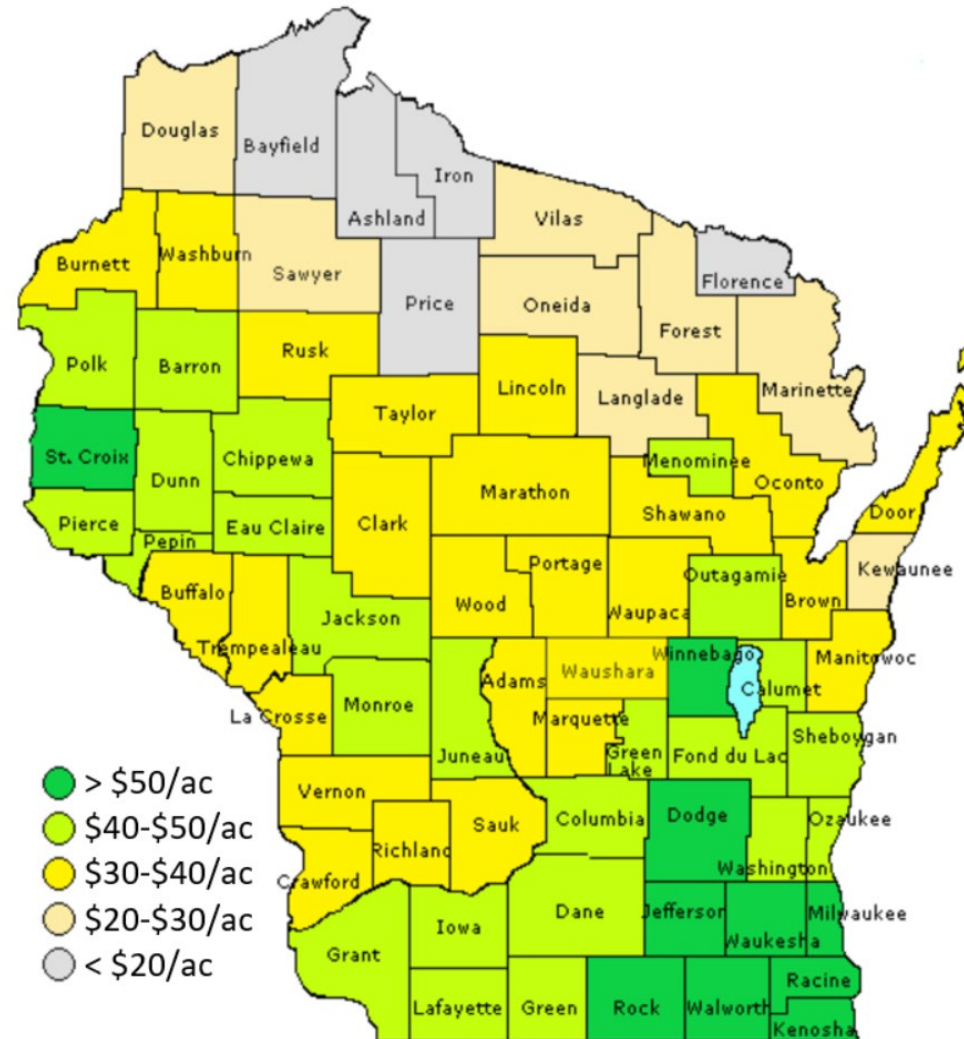 Douglas
Bayfield
Iron
Ashland
Vilas
Burnett
Washburn
Sawyer
Price
Florence
Oneida
Forest
Polk
Barron
Rusk
Lincoln
Langlade
Marinette
Taylor
St. Croix
Dunn
Chippewa
Menominee
Oconto
Marathon
Pierce
Eau Claire
Clark
Shawano
Door
Pepin
Portage
Outagamie
Kewaunee
Buffalo
Wood
Waupaca
Brown
Jackson
Trempealeau
Adams
Waushara
Winnebago
Manitowoc
Calumet
La Crosse
Monroe
Marquette
Juneau
Green
Lake
Fond du Lac
Sheboygan
> $50/ac
$40-$50/ac
$30-$40/ac
$20-$30/ac
< $20/ac
Vernon
Sauk
Columbia
Dodge
Ozaukee
Richland
Washington
Crawford
Dane
Jefferson
Milwaukee
Iowa
Waukesha
Grant
Racine
Lafayette
Green
Rock
Walworth
Kenosha